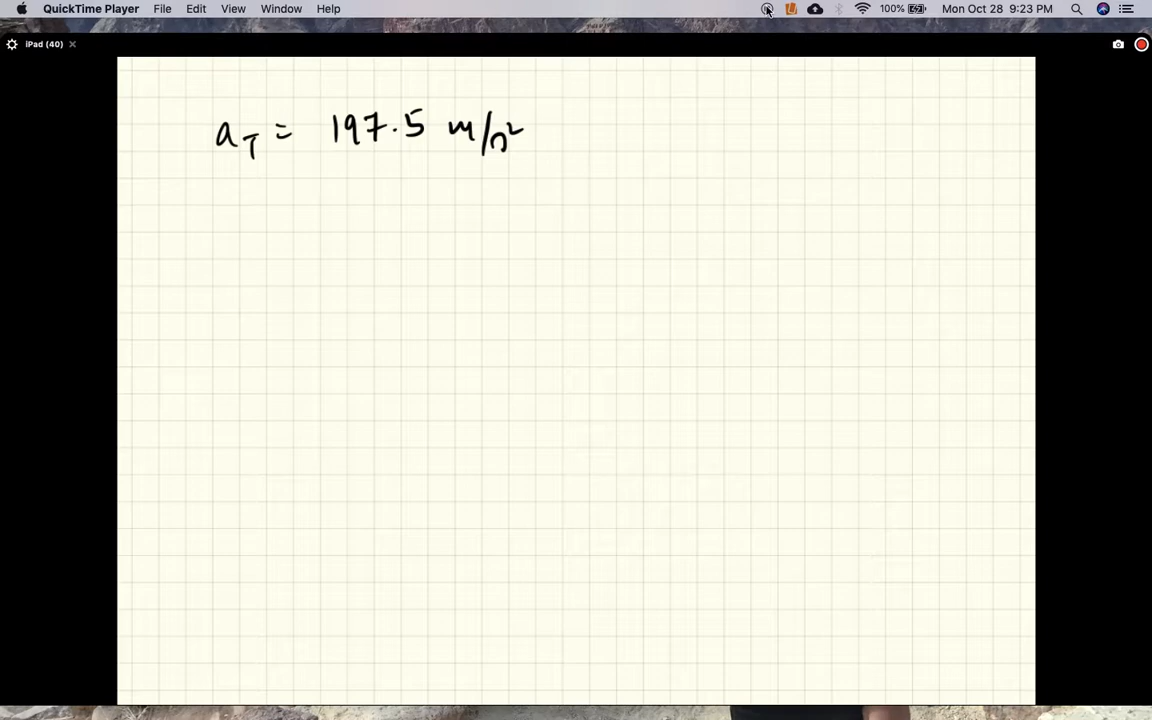 QuickTime Player File Edit View Window Help 100% Mon Oct 28 9:23 PM
iPad (40)
a_T = 197.5 m/s²